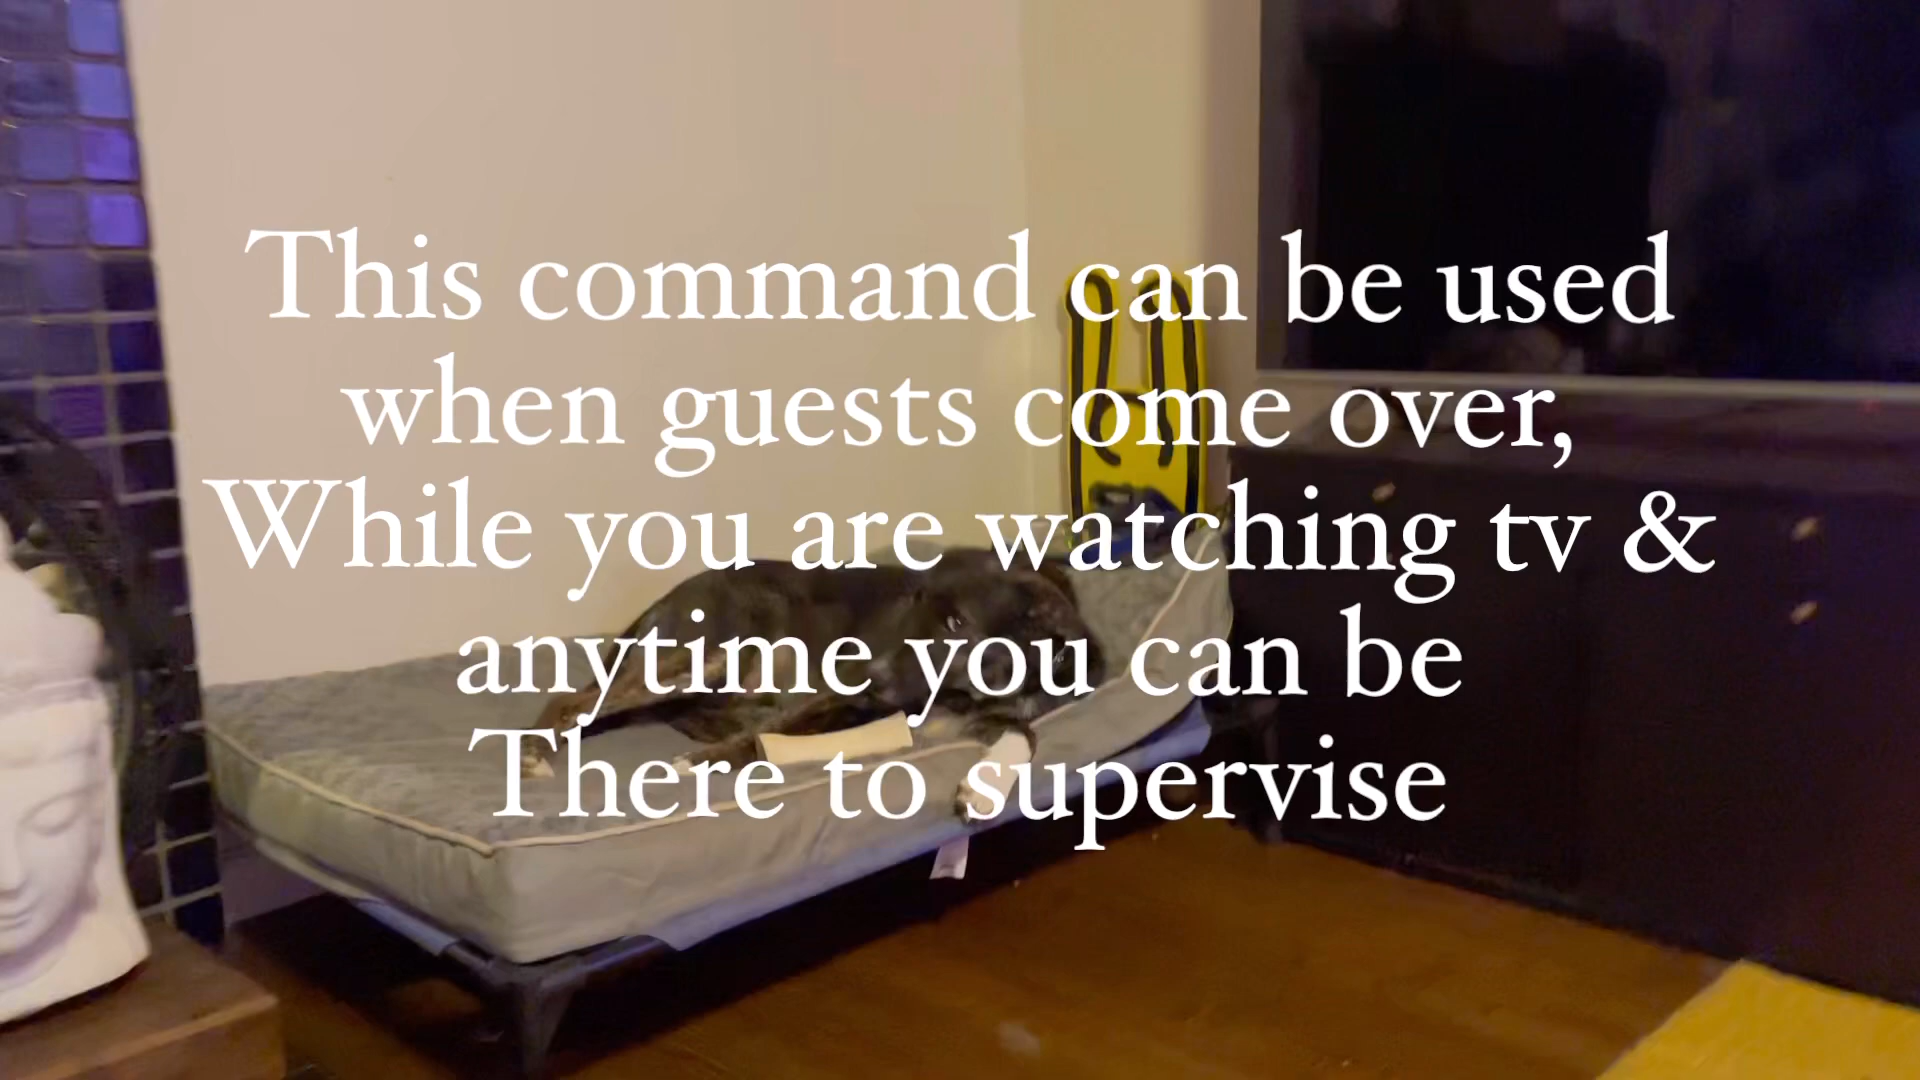 This command can be used
when guests come over,
While you are watching tv &
anytime you can be
There to supervise